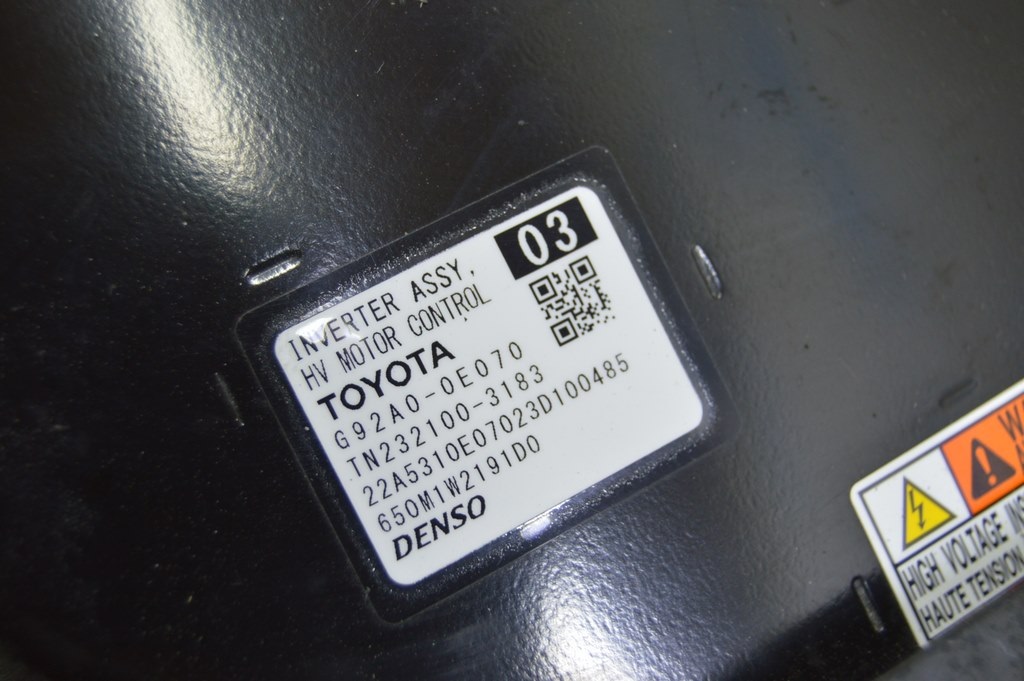 03
INVERTER ASSY,
HV MOTOR CONTROL
TOYOTA
G92A0-0E070
TN232100-3183
22A5310E07023D100485
650M1W2191D0
DENSO
HIGH VOLTAGE
HAUTE TENSION